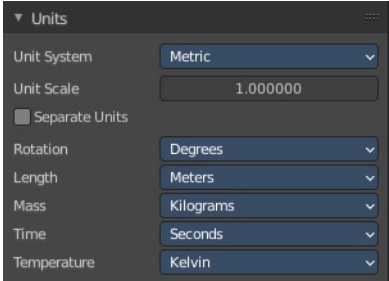 Units
Unit System Metric
Unit Scale 1.000000
Separate Units
Rotation Degrees
Length Meters
Mass Kilograms
Time Seconds
Temperature Kelvin